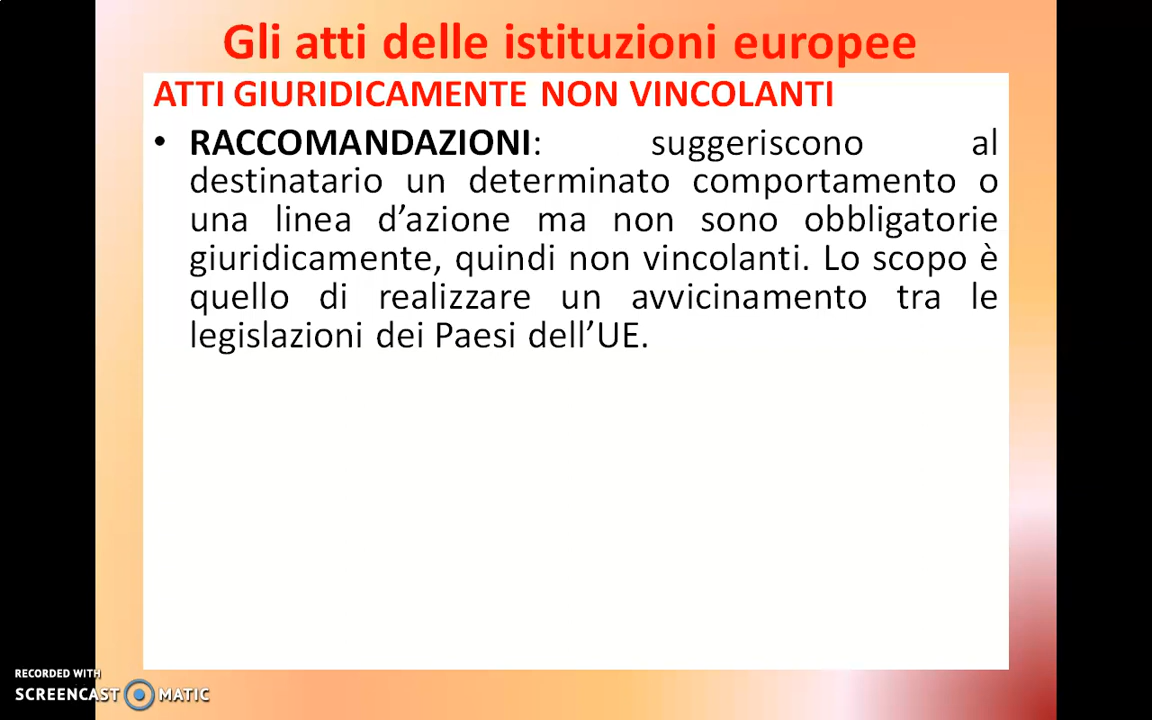 Gli atti delle istituzioni europee
ATTI GIURIDICAMENTE NON VINCOLANTI
• RACCOMANDAZIONI: suggeriscono al
destinatario un determinato comportamento o
una linea d’azione ma non sono obbligatorie
giuridicamente, quindi non vincolanti. Lo scopo è
quello di realizzare un avvicinamento tra le
legislazioni dei Paesi dell’UE.
RECORDED WITH
SCREENCAST MATIC